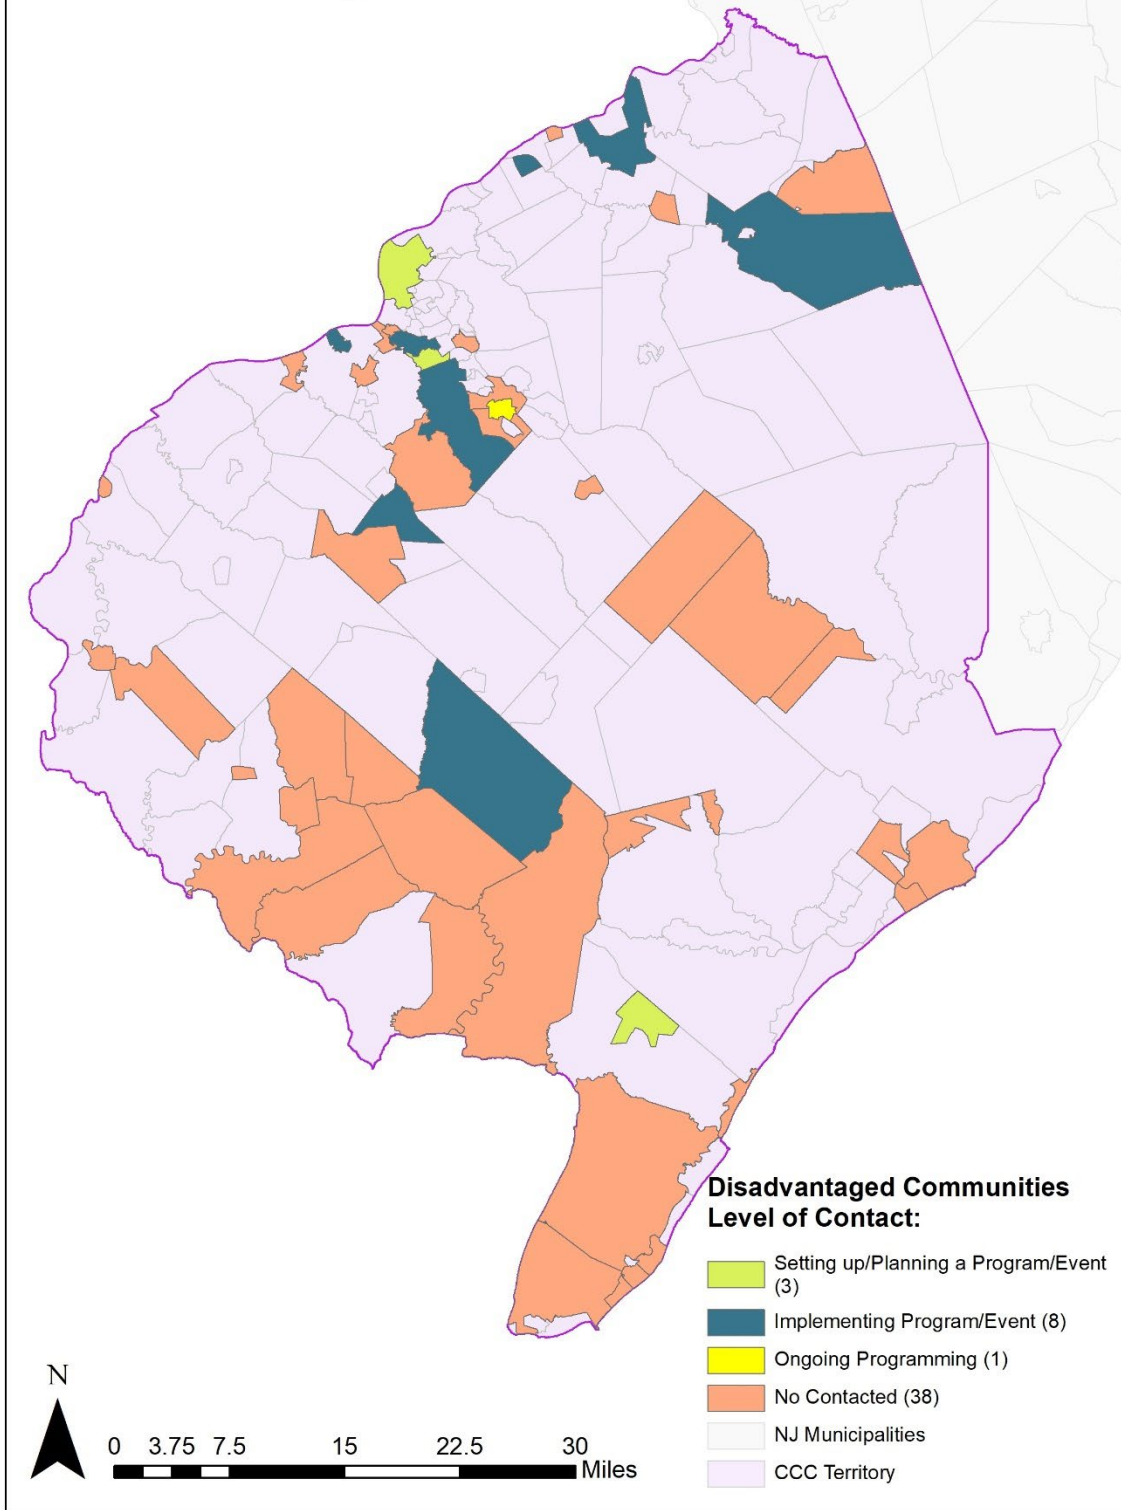 Disadvantaged Communities
Level of Contact:
Setting up/Planning a Program/Event
(3)
Implementing Program/Event (8)
Ongoing Programming (1)
No Contacted (38)
NJ Municipalities
CCC Territory
N
0 3.75 7.5 15 22.5 30
Miles